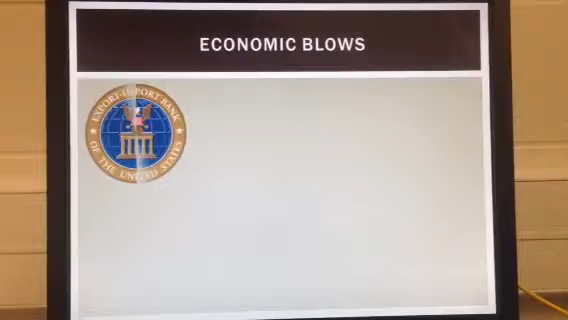 ECONOMIC BLOWS
EXPORT-IMPORT BANK
OF THE UNITED STATES